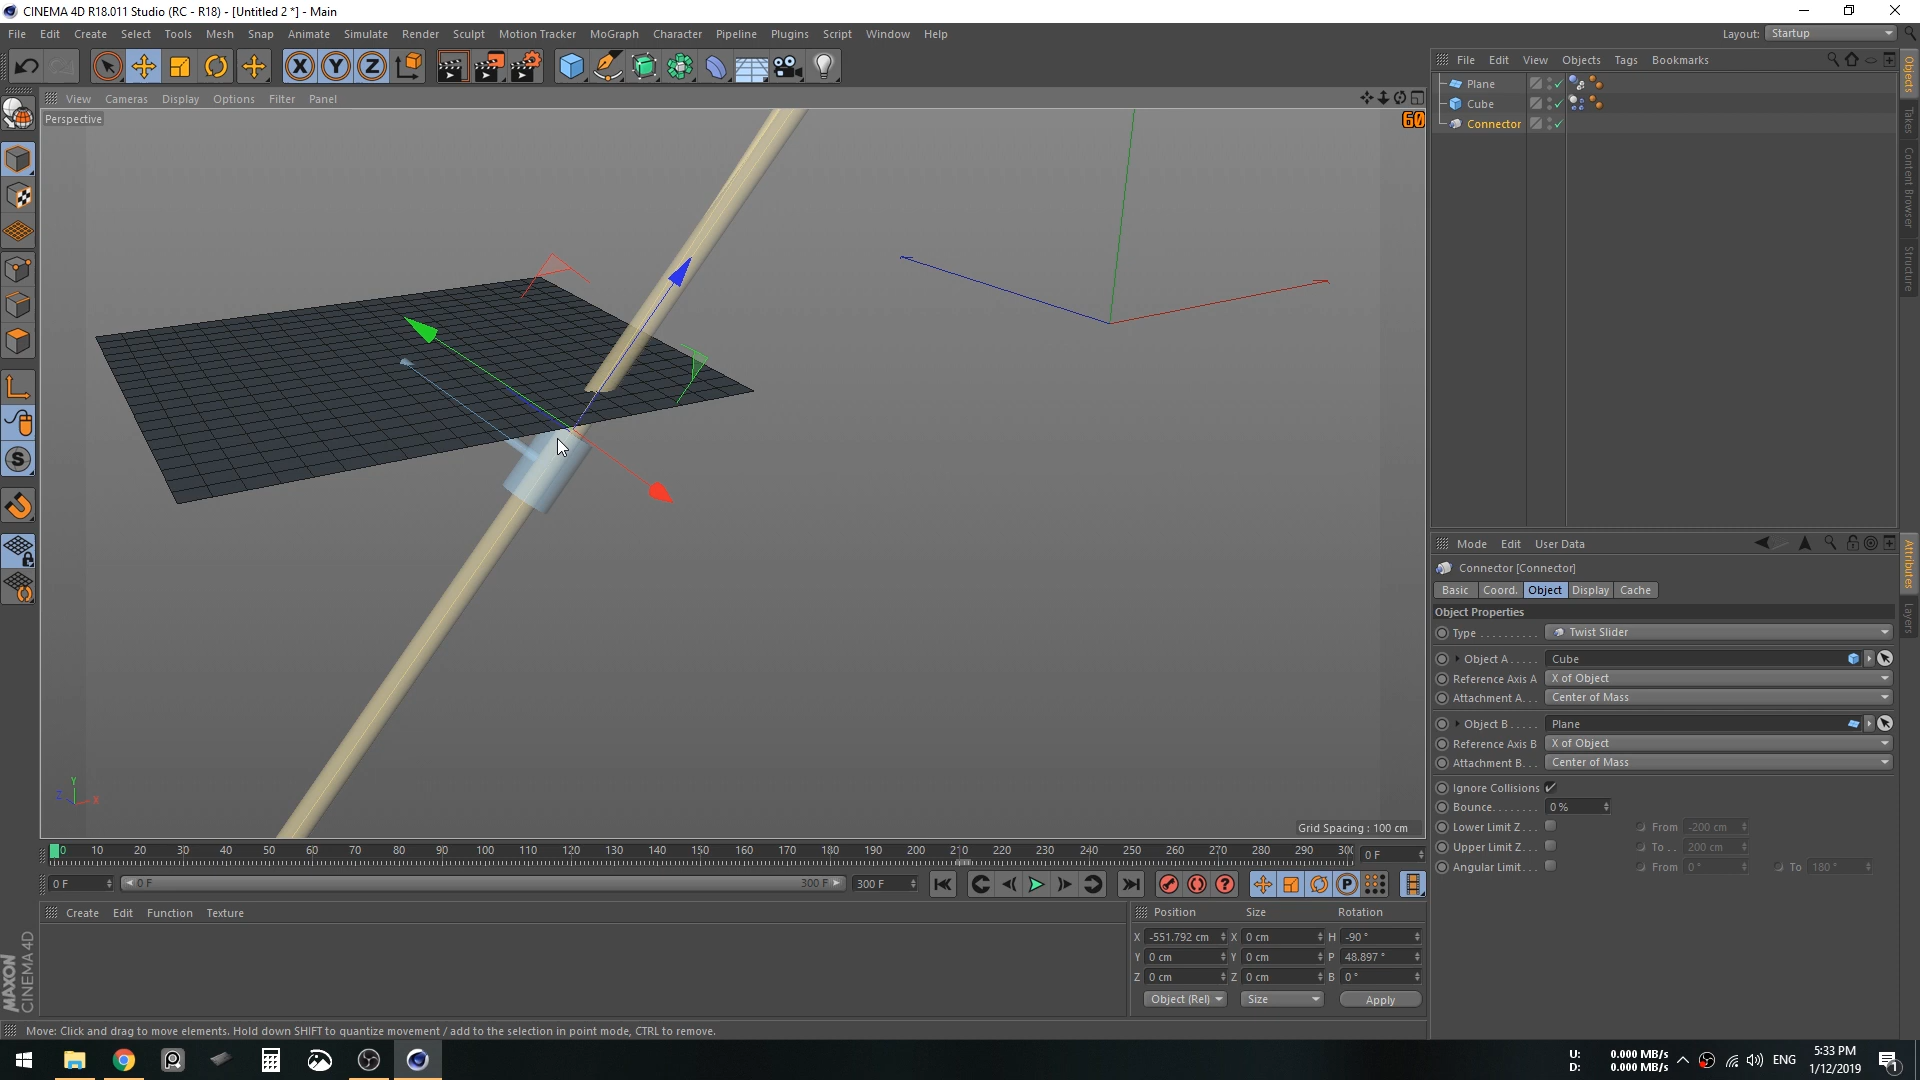 CINEMA 4D R18.011 Studio (RC - R18) - [Untitled 2 *] - Main
File Edit Create Select Tools Mesh Snap Animate Simulate Render Sculpt Motion Tracker MoGraph Character Pipeline Plugins Script Window Help
Layout: Startup
File Edit View Objects Tags Bookmarks
Plane
Cube
Connector
Objects
Takes
Content Browser
Structure
View Cameras Display Options Filter Panel
Perspective
60
Y
Z X
Grid Spacing : 100 cm
Mode Edit User Data
Connector [Connector]
Basic Coord. Object Display Cache
Object Properties
Type . . . . . . . . . . Twist Slider
Object A . . . . . Cube
Reference Axis A X of Object
Attachment A. . . Center of Mass
Object B . . . . . Plane
Reference Axis B X of Object
Attachment B. . . Center of Mass
Ignore Collisions
Bounce. . . . . . . . 0 %
Lower Limit Z . . . From -200 cm
Upper Limit Z . . . To . . 200 cm
Angular Limit . . . From 0 ° To 180 °
Attributes
Layers
0 10 20 30 40 50 60 70 80 90 100 110 120 130 140 150 160 170 180 190 200 210 220 230 240 250 260 270 280 290 300
0 F
0 F 0 F 300 F 300 F
Create Edit Function Texture
Position Size Rotation
X -551.792 cm X 0 cm H -90 °
Y 0 cm Y 0 cm P 48.897 °
Z 0 cm Z 0 cm B 0 °
Object (Rel) Size Apply
MAXON
CINEMA 4D
Move: Click and drag to move elements. Hold down SHIFT to quantize movement / add to the selection in point mode, CTRL to remove.
U: 0.000 MB/s
D: 0.000 MB/s
ENG
5:33 PM
1/12/2019
1